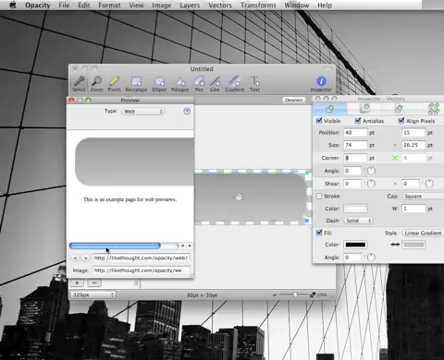 Opacity File Edit Format View Image Layers Vectors Transforms Window Help
Untitled
Select Zoom Pixels Rectangle Ellipse Polygon Pen Line Gradient Text Inspector
Preview
Type: Web
This is an example page for web previews.
http://likethought.com/opacity/web/
Image: http://likethought.com/opacity/we
Inspector - Vectors
Visible Antialias Align Pixels
Position: 40 pt 15 pt
Size: 74 pt 26.25 pt
Corner: 8 pt
Angle: 0
Shear: 0 0
Stroke Cap: Square
Color: W: 1 pt
Dash: Solid
Fill Style: Linear Gradient
Color:
Angle: 0